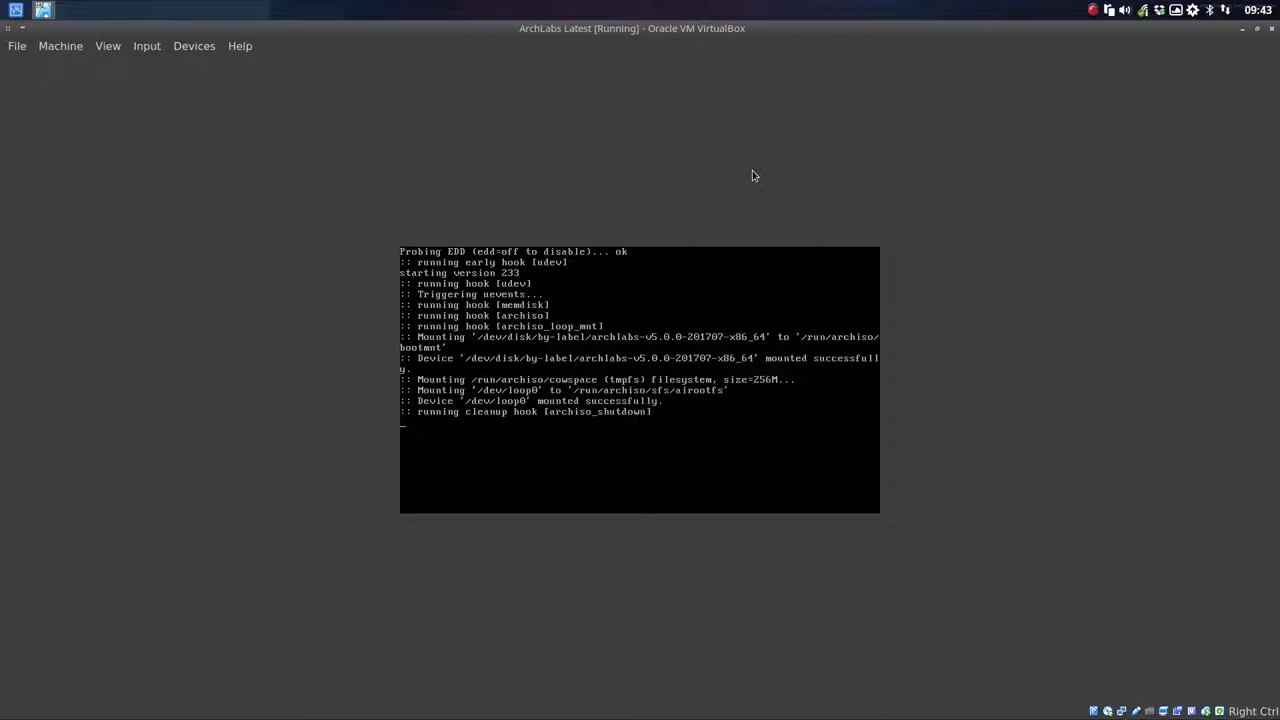 09:43
ArchLabs Latest [Running] - Oracle VM VirtualBox
File Machine View Input Devices Help
Probing EDD (edd=off to disable)... ok
:: running early hook [udev]
starting version 233
:: running hook [udev]
:: Triggering uevents...
:: running hook [memdisk]
:: running hook [archiso]
:: running hook [archiso_loop_mnt]
:: Mounting '/dev/disk/by-label/archlabs-v5.0.0-201707-x86_64' to '/run/archiso/
bootmnt'
:: Device '/dev/disk/by-label/archlabs-v5.0.0-201707-x86_64' mounted successfull
y.
:: Mounting /run/archiso/cowspace (tmpfs) filesystem, size=256M...
:: Mounting '/dev/loop0' to '/run/archiso/sfs/airootfs'
:: Device '/dev/loop0' mounted successfully.
:: running cleanup hook [archiso_shutdown]
_
Right Ctrl